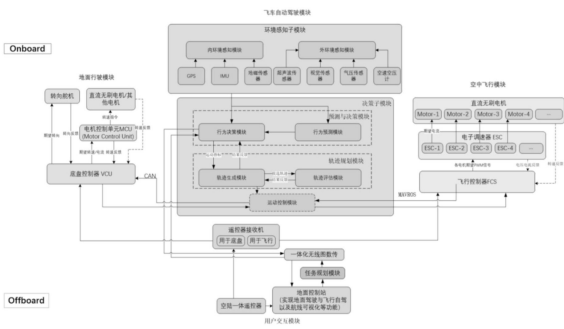 飞车自动驾驶模块
环境感知子模块
闭环境感知模块
开环境感知模块
GPS
IMU
地磁传感器
超声波传感器
视觉传感器
气压传感器
空速空压计
Onboard
地面行驶模块
转向舵机
直流无刷电机/其他电机
电机控制单元MCU
(Motor Control Unit)
底盘控制器 VCU
CAN
决策子模块
预测与决策模块
行为决策模块
行为预测模块
轨迹规划模块
轨迹生成模块
轨迹评估模块
运动控制模块
空中飞行模块
直流无刷电机
Motor-1
Motor-2
Motor-3
Motor-4
...
电子调速器 ESC
ESC-1
ESC-2
ESC-3
ESC-4
...
飞行控制器FCS
遥控器接收机
用于底盘
用于飞行
一体化无线图数传
任务规划模块
Offboard
空陆一体遥控器
地面控制站
(实现地面驾驶与飞行自驾
以及航线可视化等功能)
用户交互模块